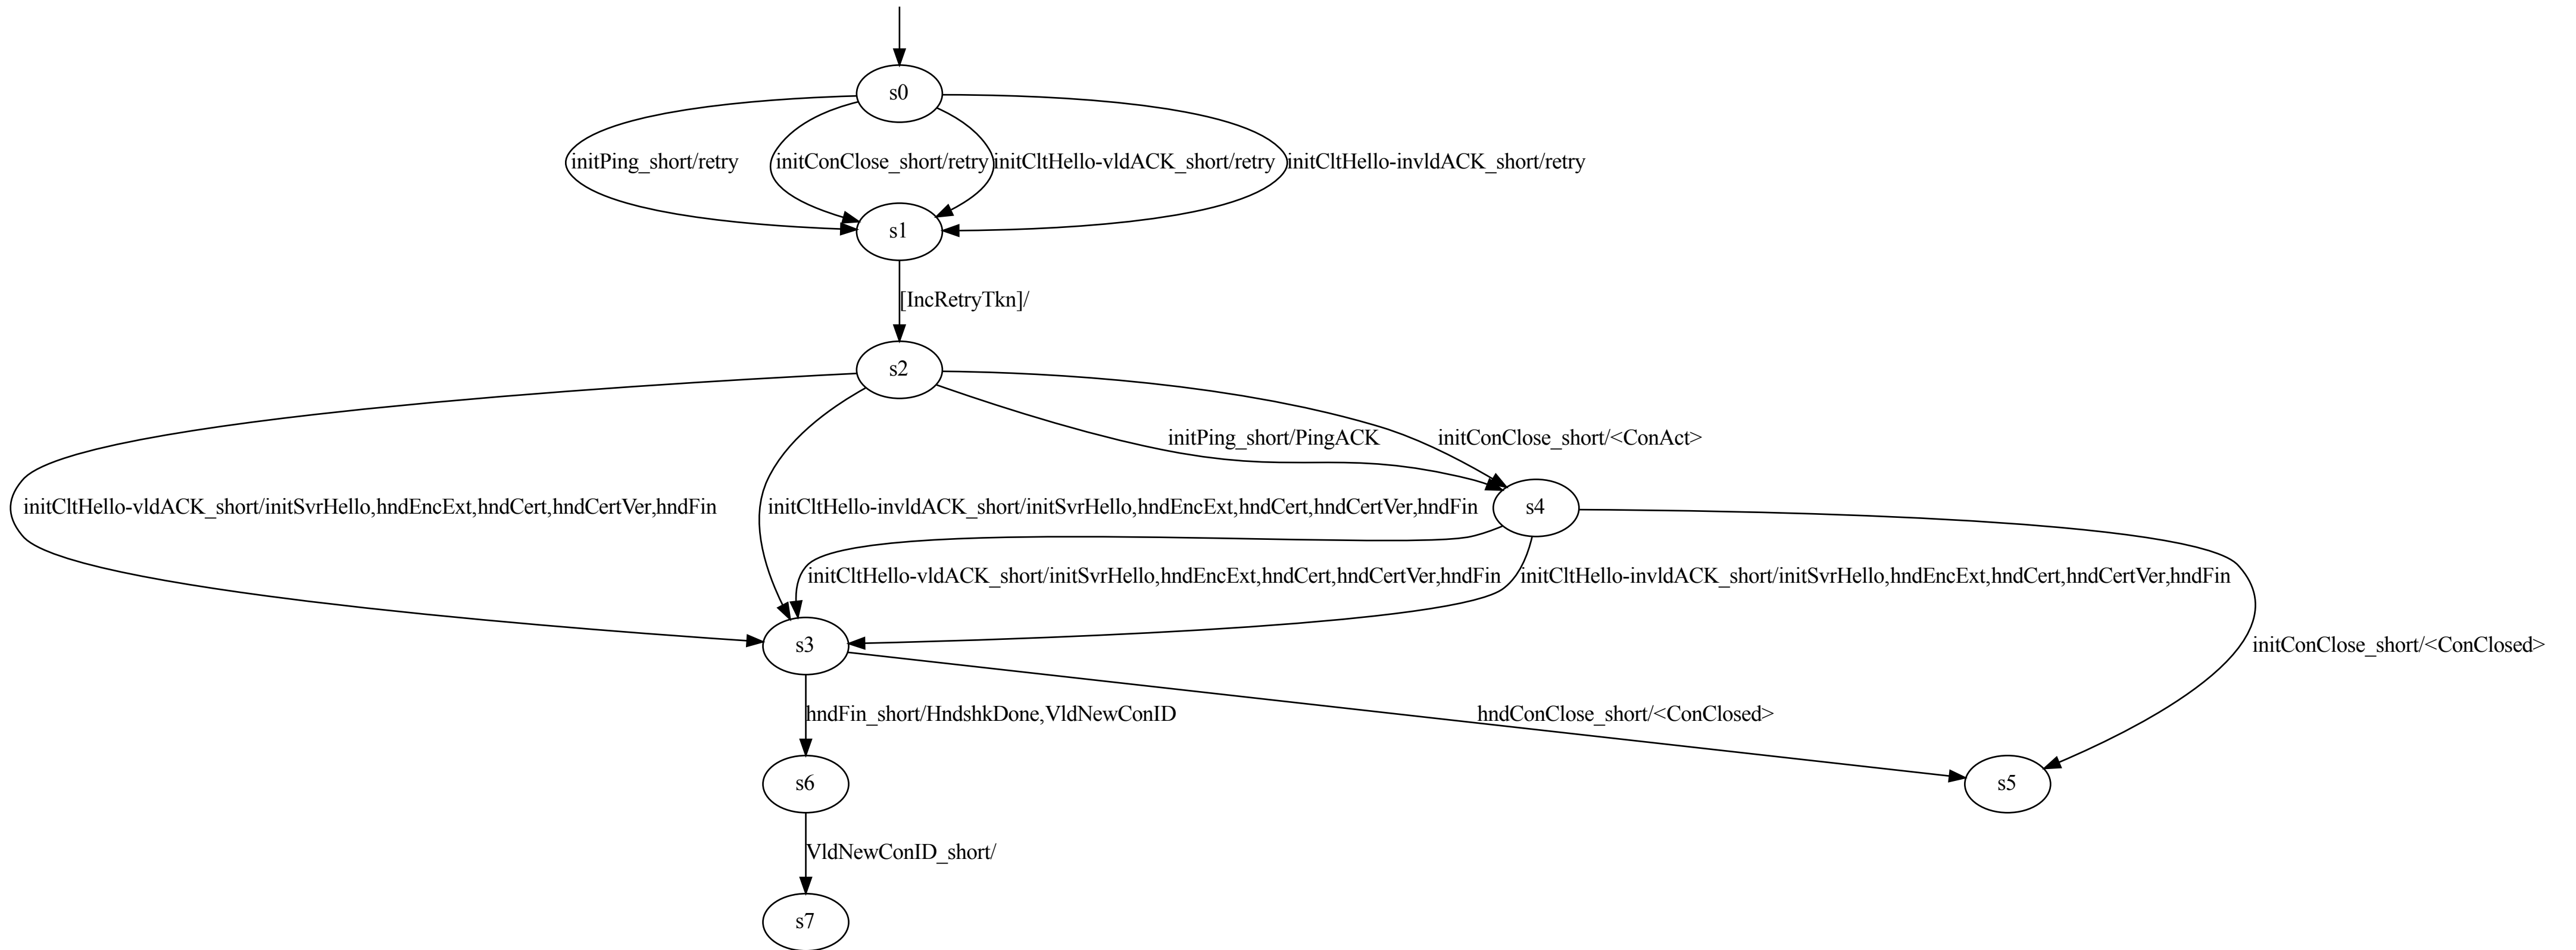 s0
initPing_short/retry
initConClose_short/retry
initCltHello-vldACK_short/retry
initCltHello-invldACK_short/retry
s1
[IncRetryTkn]/
s2
initPing_short/PingACK
initConClose_short/<ConAct>
initCltHello-vldACK_short/initSvrHello,hndEncExt,hndCert,hndCertVer,hndFin
initCltHello-invldACK_short/initSvrHello,hndEncExt,hndCert,hndCertVer,hndFin
s4
initCltHello-vldACK_short/initSvrHello,hndEncExt,hndCert,hndCertVer,hndFin
initCltHello-invldACK_short/initSvrHello,hndEncExt,hndCert,hndCertVer,hndFin
s3
initConClose_short/<ConClosed>
hndFin_short/HndshkDone,VldNewConID
hndConClose_short/<ConClosed>
s6
s5
VldNewConID_short/
s7